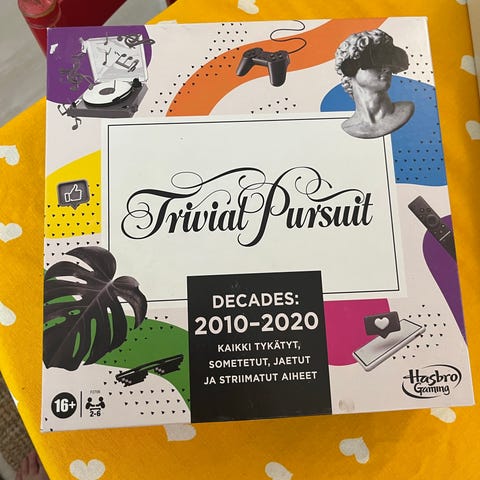 Trivial Pursuit
DECADES:
2010-2020
KAIKKI TYKÄTYT,
SOMETETUT, JAETUT
JA STRIIMATUT AIHEET
16+
2-6
Hasbro
Gaming